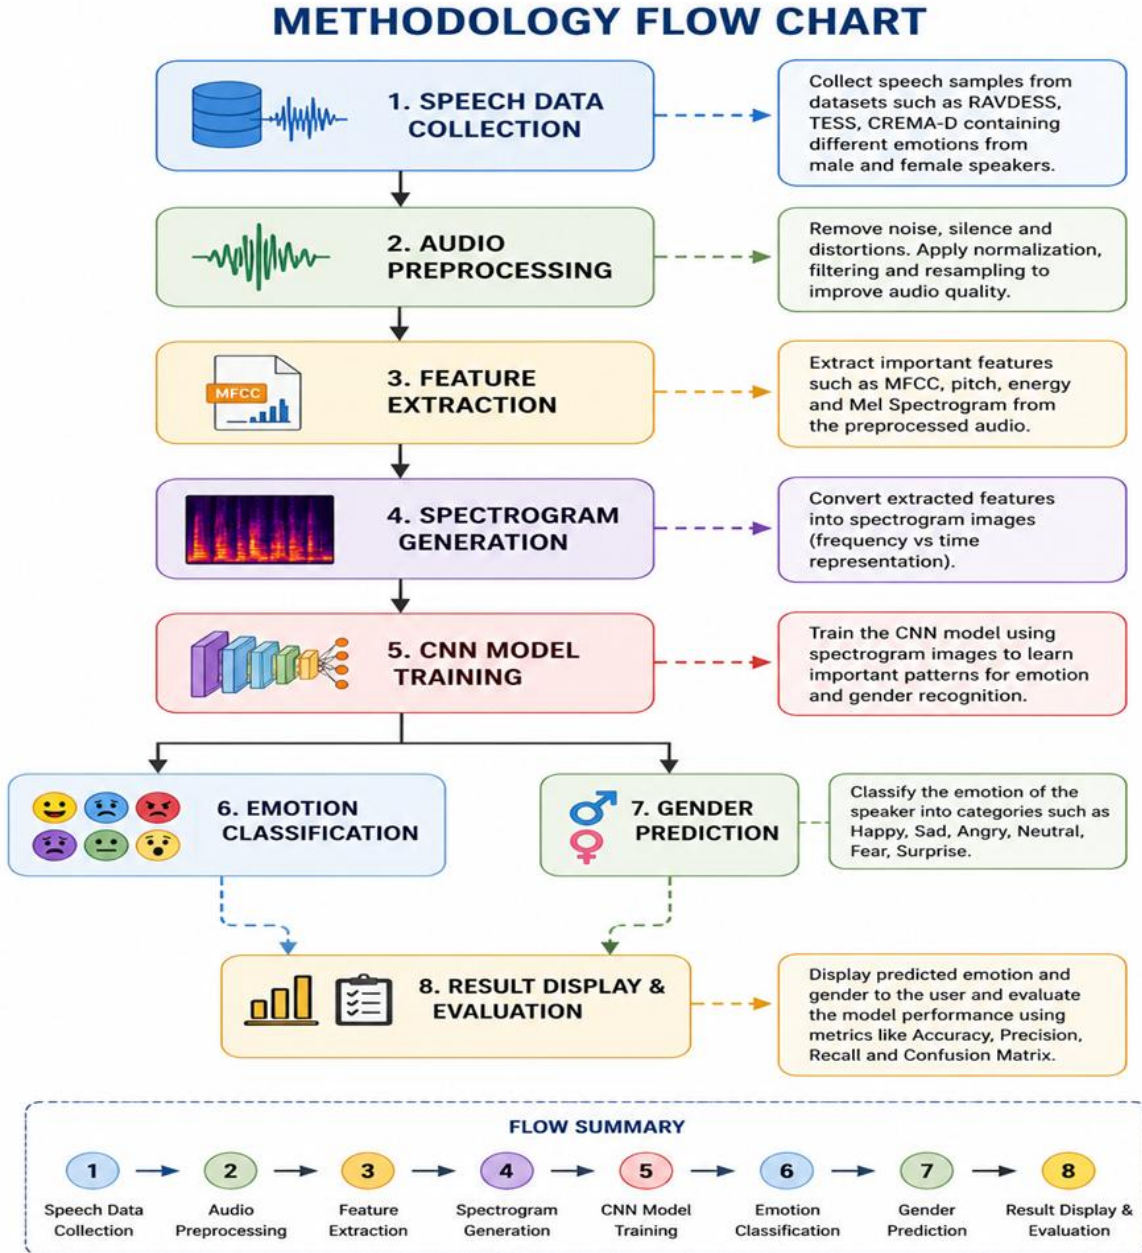 METHODOLOGY FLOW CHART
1. SPEECH DATA
COLLECTION
Collect speech samples from
datasets such as RAVDESS,
TESS, CREMA-D containing
different emotions from
male and female speakers.
2. AUDIO
PREPROCESSING
Remove noise, silence and
distortions. Apply normalization,
filtering and resampling to
improve audio quality.
MFCC
3. FEATURE
EXTRACTION
Extract important features
such as MFCC, pitch, energy
and Mel Spectrogram from
the preprocessed audio.
4. SPECTROGRAM
GENERATION
Convert extracted features
into spectrogram images
(frequency vs time
representation).
5. CNN MODEL
TRAINING
Train the CNN model using
spectrogram images to learn
important patterns for emotion
and gender recognition.
6. EMOTION
CLASSIFICATION
7. GENDER
PREDICTION
Classify the emotion of the
speaker into categories such as
Happy, Sad, Angry, Neutral,
Fear, Surprise.
8. RESULT DISPLAY &
EVALUATION
Display predicted emotion and
gender to the user and evaluate
the model performance using
metrics like Accuracy, Precision,
Recall and Confusion Matrix.
FLOW SUMMARY
1 2 3 4 5 6 7 8
Speech Data Audio Feature Spectrogram CNN Model Emotion Gender Result Display &
Collection Preprocessing Extraction Generation Training Classification Prediction Evaluation